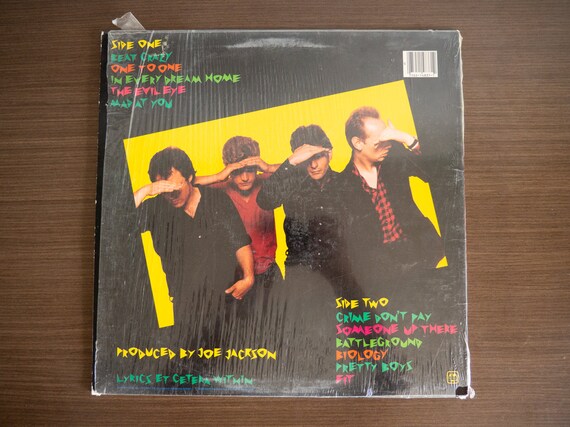 SIDE ONE
BEAT CRAZY
ONE TO ONE
IN EVERY DREAM HOME
THE EVIL EYE
MAD AT YOU
SIDE TWO
CRIME DON'T PAY
SOMEONE UP THERE
BATTLEGROUND
BIOLOGY
PRETTY BOYS
FIT
PRODUCED BY JOE JACKSON
LYRICS ET CETERA WITHIN